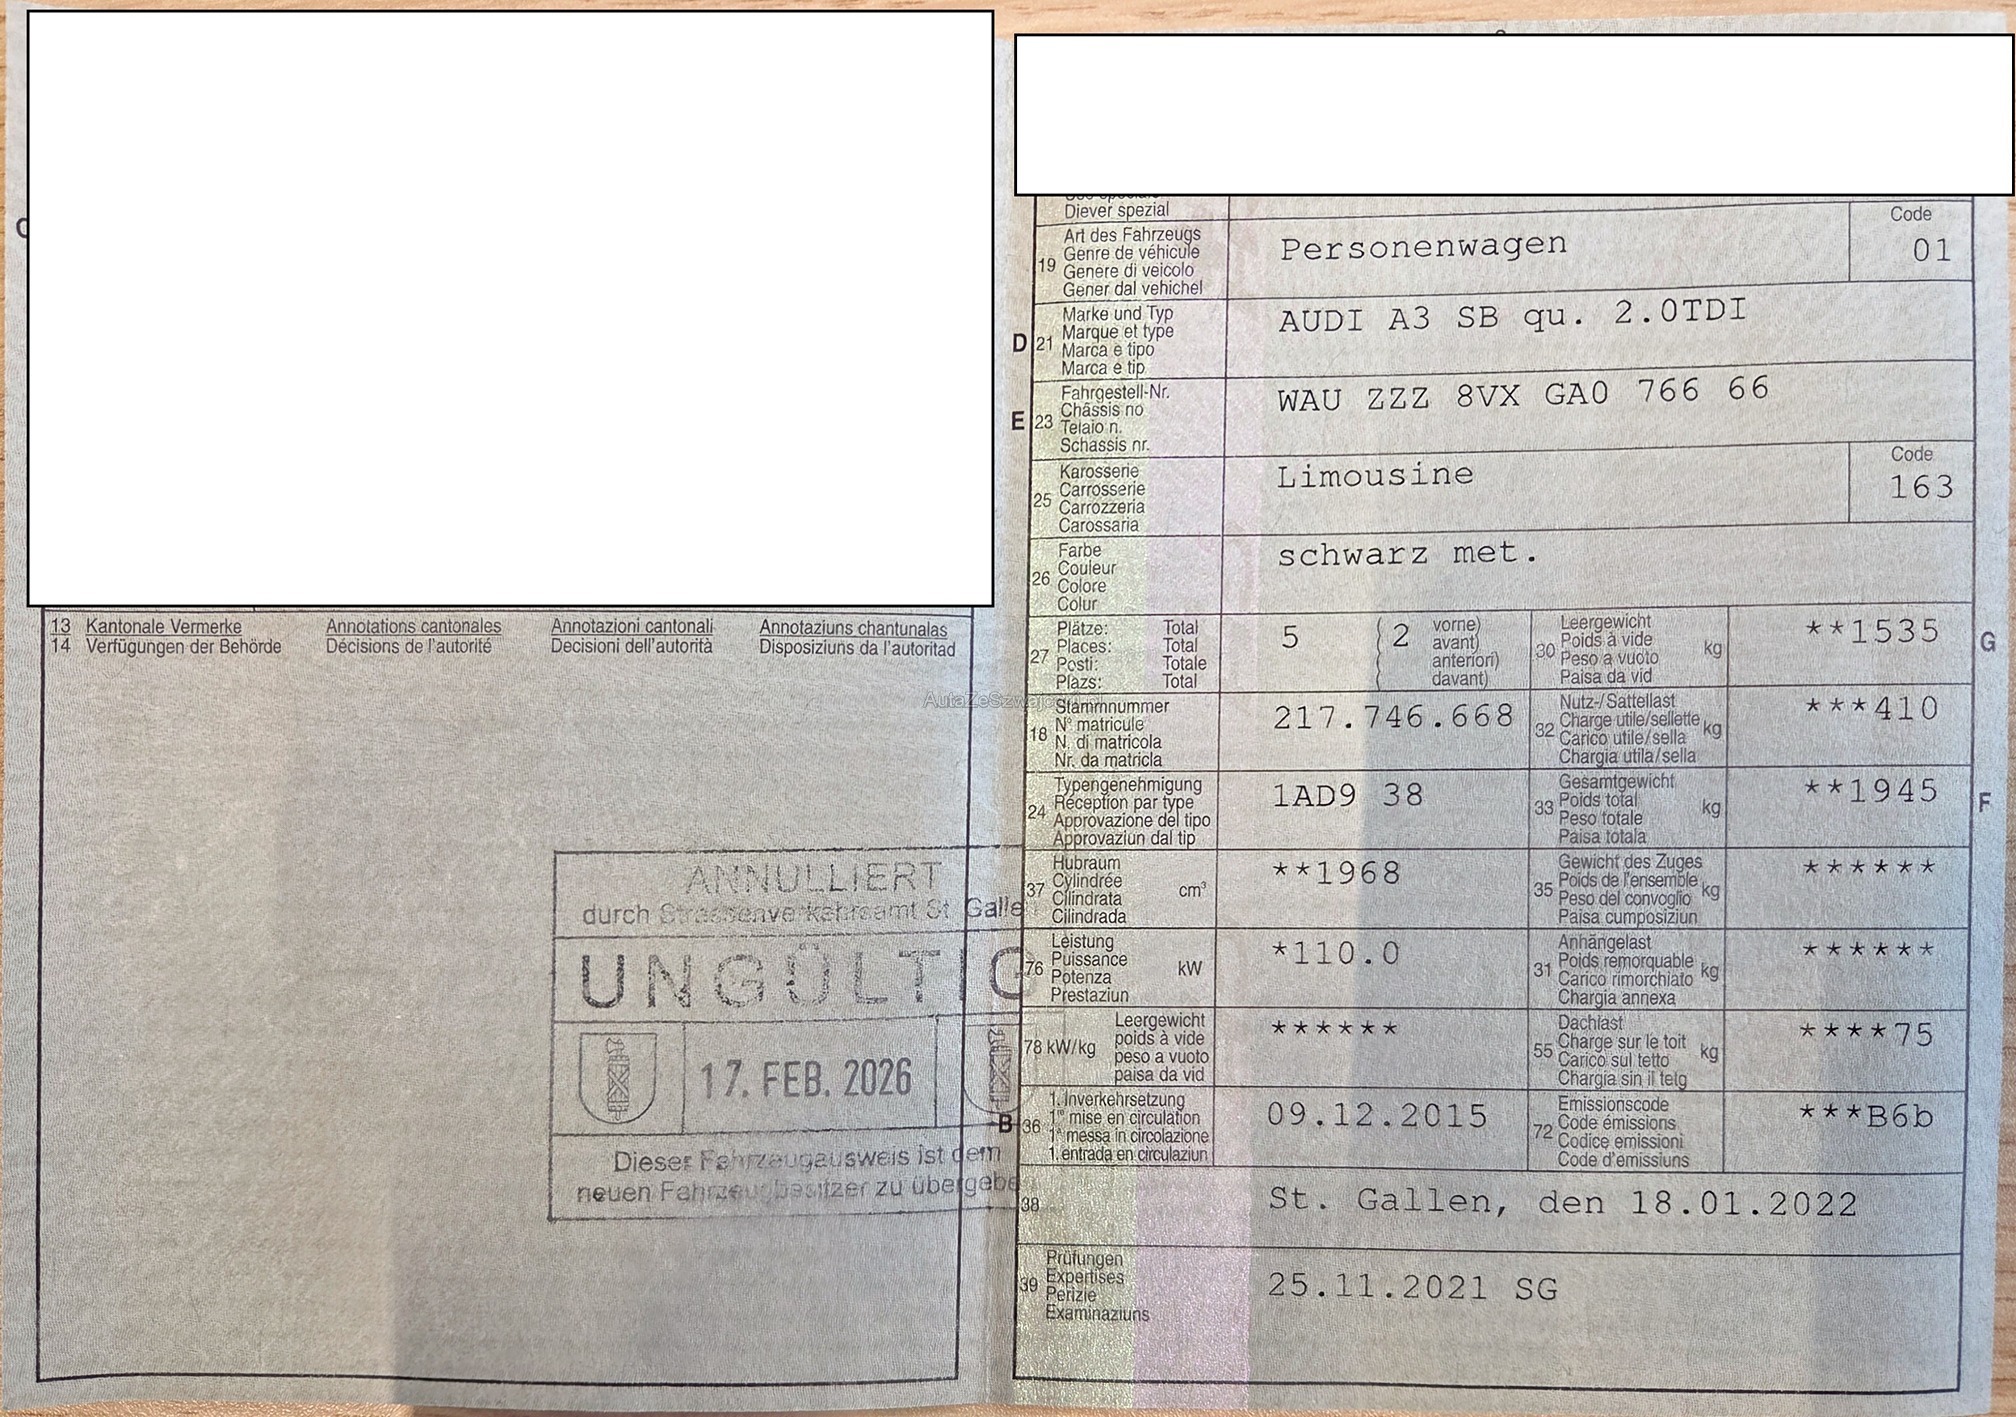 C
13 Kantonale Vermerke Annotations cantonales Annotazioni cantonali Annotaziuns chantunalas
14 Verfügungen der Behörde Décisions de l'autorité Decisioni dell'autorità Disposiziuns da l'autoritad
ANNULLIERT
durch Strassenverkehrsamt St. Galle
UNGÜLTIG
17. FEB. 2026
Dieser Fahrzeugausweis ist dem
neuen Fahrzeugbesitzer zu übergebe
Diever spezial
19 Art des Fahrzeugs
Genre de véhicule
Genere di veicolo
Gener dal vehichel
Personenwagen
Code
01
D 21 Marke und Typ
Marque et type
Marca e tipo
Marca e tip
AUDI A3 SB qu. 2.0TDI
E 23 Fahrgestell-Nr.
Châssis no
Telaio n.
Schassis nr.
WAU ZZZ 8VX GA0 766 66
25 Karosserie
Carrosserie
Carrozzeria
Carossaria
Limousine
Code
163
26 Farbe
Couleur
Colore
Colur
schwarz met.
27 Plätze: Total
Places: Total
Posti: Totale
Plazs: Total
5 ( 2 vorne)
avant)
anteriori)
davant)
30 Leergewicht
Poids à vide
Peso a vuoto
Paisa da vid
kg
**1535
G
AutaZeSzwajc
18 Stammnummer
N° matricule
N. di matricola
Nr. da matricla
217.746.668
32 Nutz-/Sattellast
Charge utile/sellette
Carico utile/sella
Chargia utila/sella
kg
***410
24 Typengenehmigung
Réception par type
Approvazione del tipo
Approvaziun dal tip
1AD9 38
33 Gesamtgewicht
Poids total
Peso totale
Paisa totala
kg
**1945
F
37 Hubraum
Cylindrée
Cilindrata
Cilindrada
cm³
**1968
35 Gewicht des Zuges
Poids de l'ensemble
Peso del convoglio
Paisa cumposiziun
kg
******
76 Leistung
Puissance
Potenza
Prestaziun
kW
*110.0
31 Anhängelast
Poids remorquable
Carico rimorchiato
Chargia annexa
kg
******
78 kW/kg Leergewicht
poids à vide
peso a vuoto
paisa da vid
******
55 Dachlast
Charge sur le toit
Carico sul tetto
Chargia sin il tetg
kg
****75
B 36 1. Inverkehrsetzung
1re mise en circulation
1a messa in circolazione
1. entrada en circulaziun
09.12.2015
72 Emissionscode
Code émissions
Codice emissioni
Code d'emissiuns
***B6b
38 St. Gallen, den 18.01.2022
39 Prüfungen
Expertises
Perizie
Examinaziuns
25.11.2021 SG